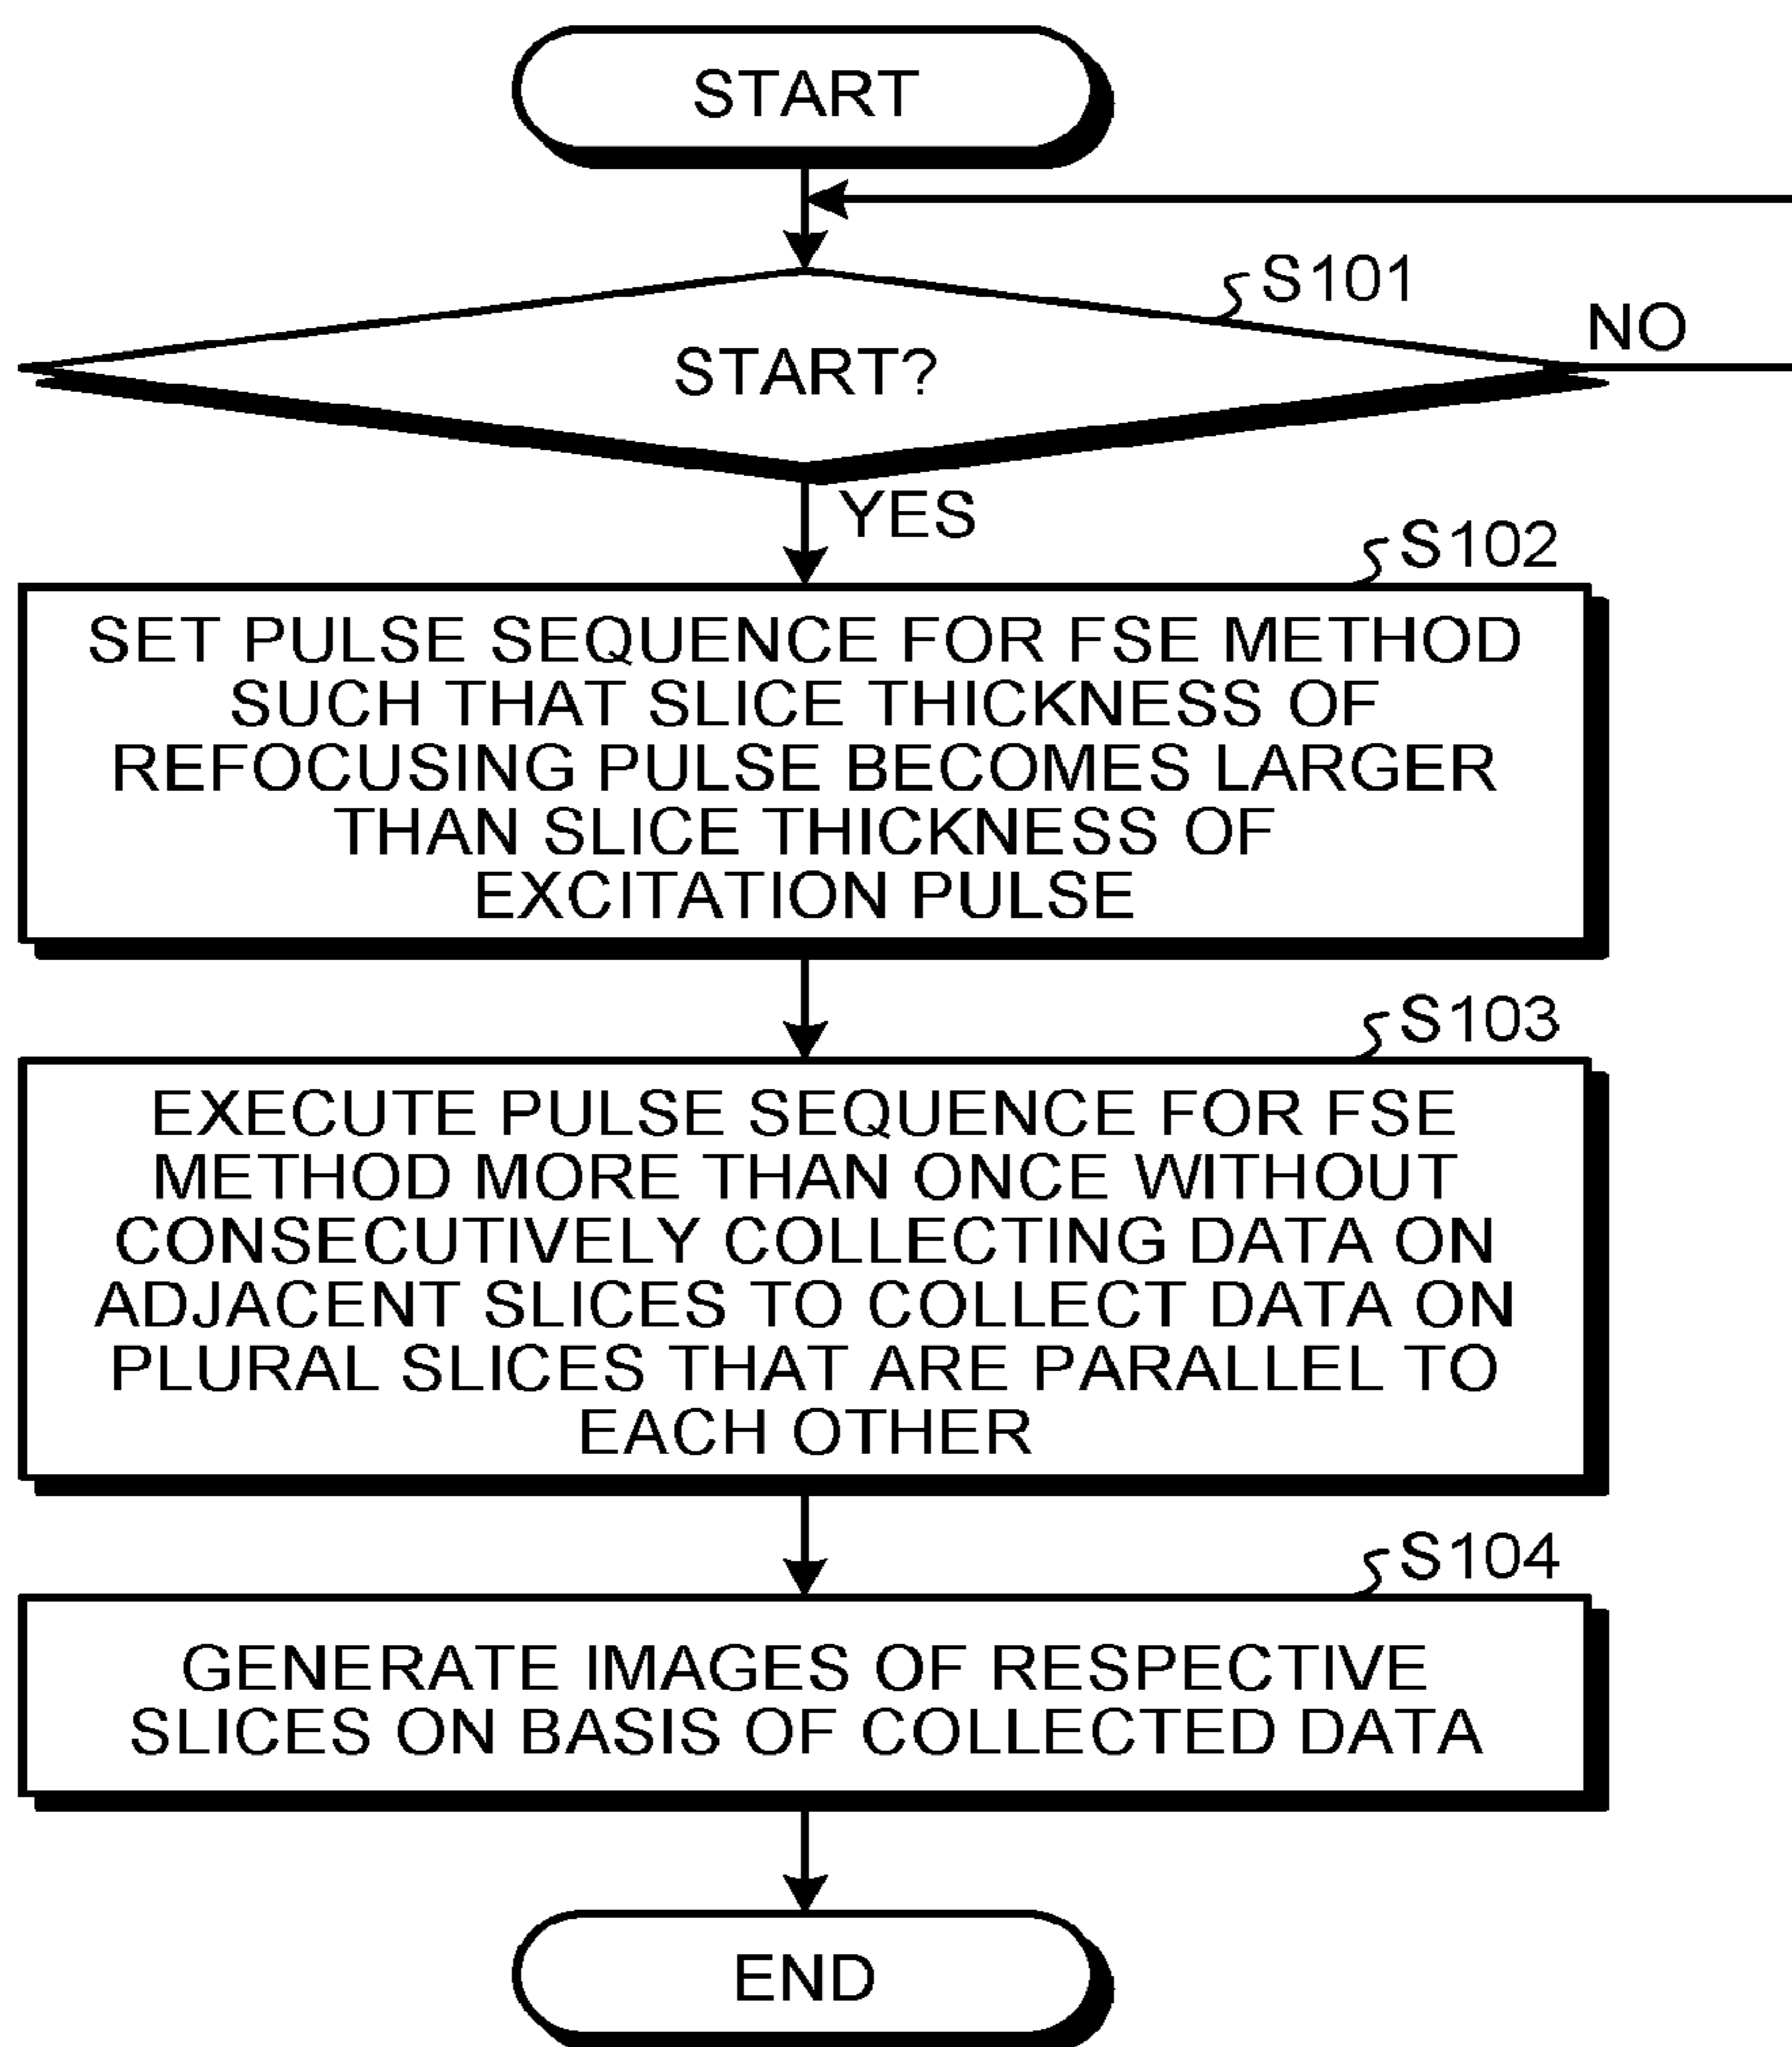 START
S101
START?
NO
YES
S102
SET PULSE SEQUENCE FOR FSE METHOD
SUCH THAT SLICE THICKNESS OF
REFOCUSING PULSE BECOMES LARGER
THAN SLICE THICKNESS OF
EXCITATION PULSE
S103
EXECUTE PULSE SEQUENCE FOR FSE
METHOD MORE THAN ONCE WITHOUT
CONSECUTIVELY COLLECTING DATA ON
ADJACENT SLICES TO COLLECT DATA ON
PLURAL SLICES THAT ARE PARALLEL TO
EACH OTHER
S104
GENERATE IMAGES OF RESPECTIVE
SLICES ON BASIS OF COLLECTED DATA
END